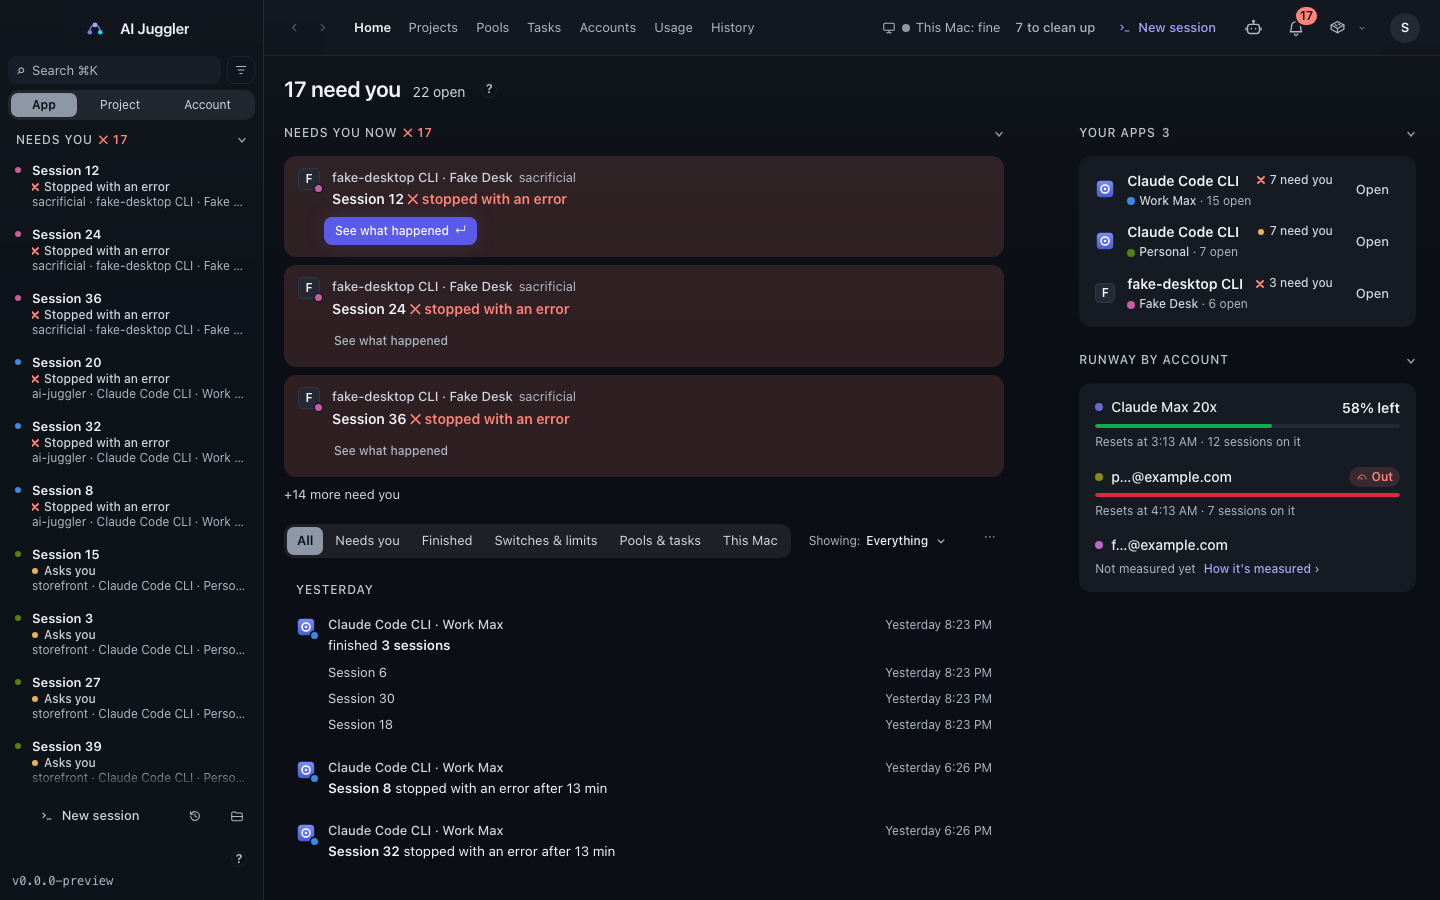 AI Juggler
Search ⌘K
App Project Account
NEEDS YOU 17
Session 12
Stopped with an error
sacrificial · fake-desktop CLI · Fake ...
Session 24
Stopped with an error
sacrificial · fake-desktop CLI · Fake ...
Session 36
Stopped with an error
sacrificial · fake-desktop CLI · Fake ...
Session 20
Stopped with an error
ai-juggler · Claude Code CLI · Work ...
Session 32
Stopped with an error
ai-juggler · Claude Code CLI · Work ...
Session 8
Stopped with an error
ai-juggler · Claude Code CLI · Work ...
Session 15
Asks you
storefront · Claude Code CLI · Perso...
Session 3
Asks you
storefront · Claude Code CLI · Perso...
Session 27
Asks you
storefront · Claude Code CLI · Perso...
Session 39
Asks you
storefront · Claude Code CLI · Perso...
New session
?
v0.0.0-preview
Home Projects Pools Tasks Accounts Usage History
This Mac: fine 7 to clean up New session 17 S
17 need you 22 open ?
NEEDS YOU NOW 17
F fake-desktop CLI · Fake Desk sacrificial
Session 12 stopped with an error
See what happened
F fake-desktop CLI · Fake Desk sacrificial
Session 24 stopped with an error
See what happened
F fake-desktop CLI · Fake Desk sacrificial
Session 36 stopped with an error
See what happened
+14 more need you
All Needs you Finished Switches & limits Pools & tasks This Mac Showing: Everything ...
YESTERDAY
Claude Code CLI · Work Max Yesterday 8:23 PM
finished 3 sessions
Session 6 Yesterday 8:23 PM
Session 30 Yesterday 8:23 PM
Session 18 Yesterday 8:23 PM
Claude Code CLI · Work Max Yesterday 6:26 PM
Session 8 stopped with an error after 13 min
Claude Code CLI · Work Max Yesterday 6:26 PM
Session 32 stopped with an error after 13 min
YOUR APPS 3
Claude Code CLI 7 need you Open
Work Max · 15 open
Claude Code CLI 7 need you Open
Personal · 7 open
F fake-desktop CLI 3 need you Open
Fake Desk · 6 open
RUNWAY BY ACCOUNT
Claude Max 20x 58% left
Resets at 3:13 AM · 12 sessions on it
p...@example.com Out
Resets at 4:13 AM · 7 sessions on it
f...@example.com
Not measured yet How it's measured ›